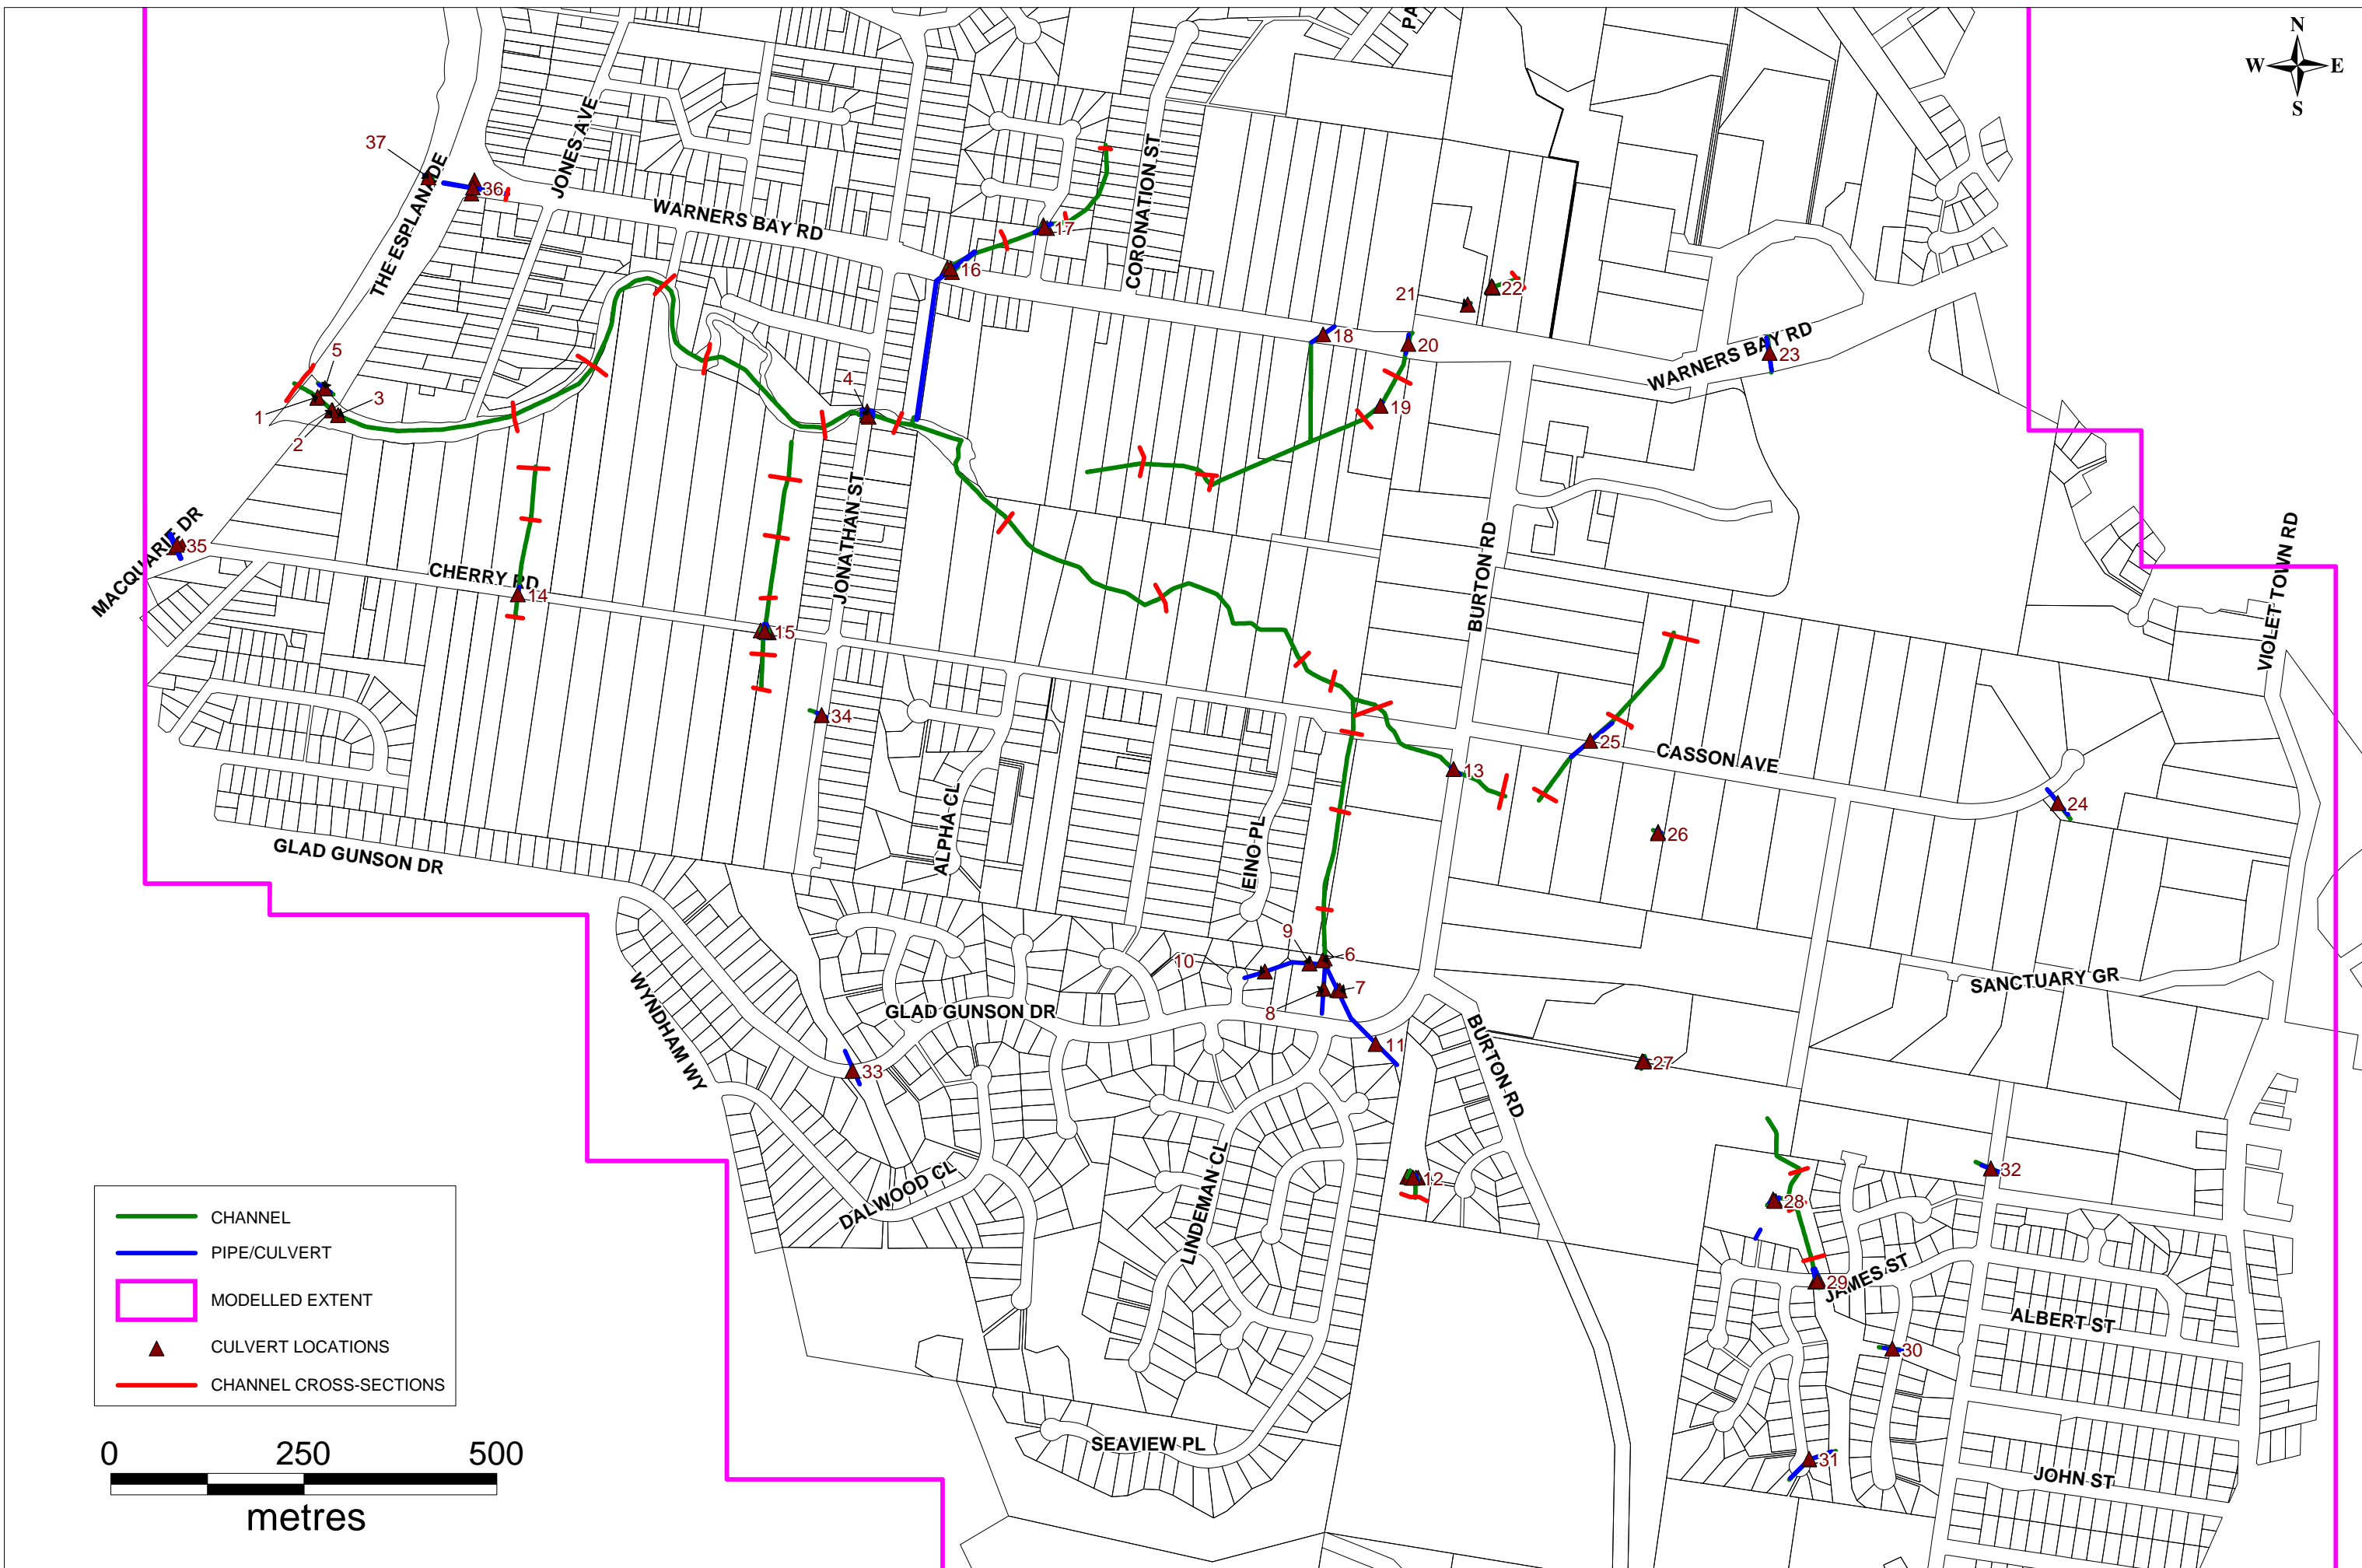 N
W E
S
PA
37
36
JONES AVE
THE ESPLANADE
WARNERS BAY RD
CORONATION ST
17
16
21
22
18
20
WARNERS BAY RD
23
5
4
3
1
2
19
MACQUARIE DR
35
CHERRY RD
14
JONATHAN ST
15
BURTON RD
VIOLET TOWN RD
34
25
CASSON AVE
13
24
26
ALPHA CL
EINO PL
GLAD GUNSON DR
9
6
10
7
8
SANCTUARY GR
WYNDHAM WY
GLAD GUNSON DR
BURTON RD
11
33
27
DALWOOD CL
LINDEMAN CL
12
32
28
29
JAMES ST
ALBERT ST
30
SEAVIEW PL
31
JOHN ST
CHANNEL
PIPE/CULVERT
MODELLED EXTENT
CULVERT LOCATIONS
CHANNEL CROSS-SECTIONS
0 250 500
metres